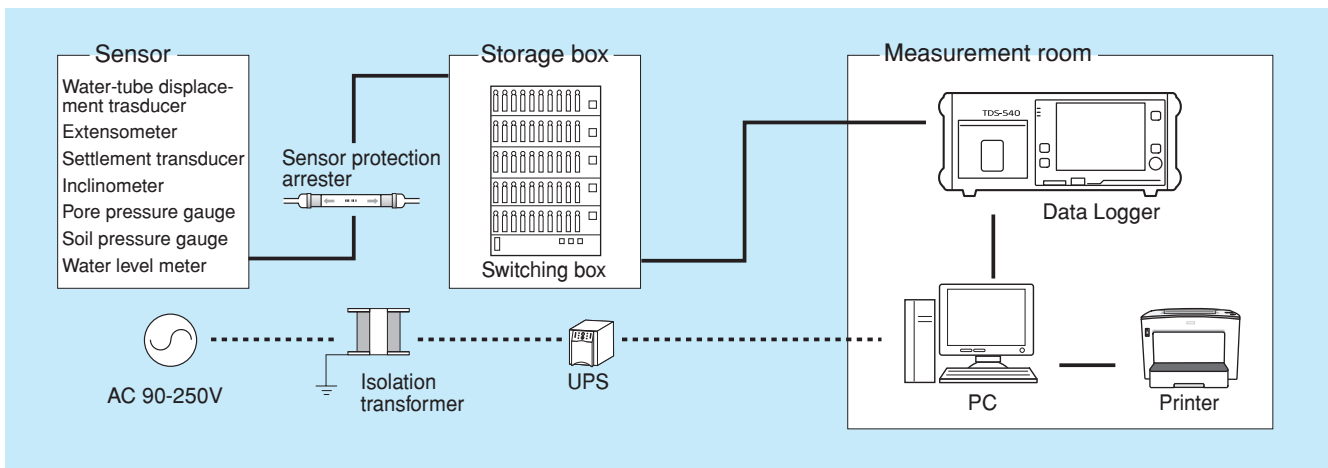 Sensor
Water-tube displace-
ment trasducer
Extensometer
Settlement transducer
Inclinometer
Pore pressure gauge
Soil pressure gauge
Water level meter
Sensor protection
arrester
Storage box
Switching box
Measurement room
TDS-540
Data Logger
AC 90-250V
Isolation
transformer
UPS
PC
Printer